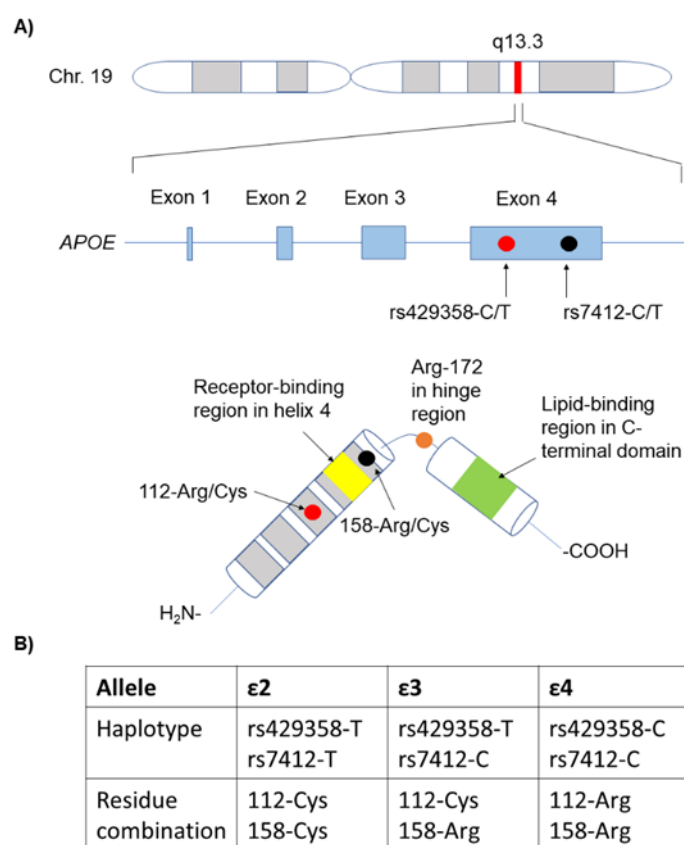 A)
q13.3
Chr. 19
Exon 1
Exon 2
Exon 3
Exon 4
APOE
rs429358-C/T
rs7412-C/T
Receptor-binding
region in helix 4
Arg-172
in hinge
region
Lipid-binding
region in C-
terminal domain
112-Arg/Cys
158-Arg/Cys
-COOH
H₂N-
B)
Allele ε2 ε3 ε4
Haplotype rs429358-T rs429358-T rs429358-C
rs7412-T rs7412-C rs7412-C
Residue 112-Cys 112-Cys 112-Arg
combination 158-Cys 158-Arg 158-Arg